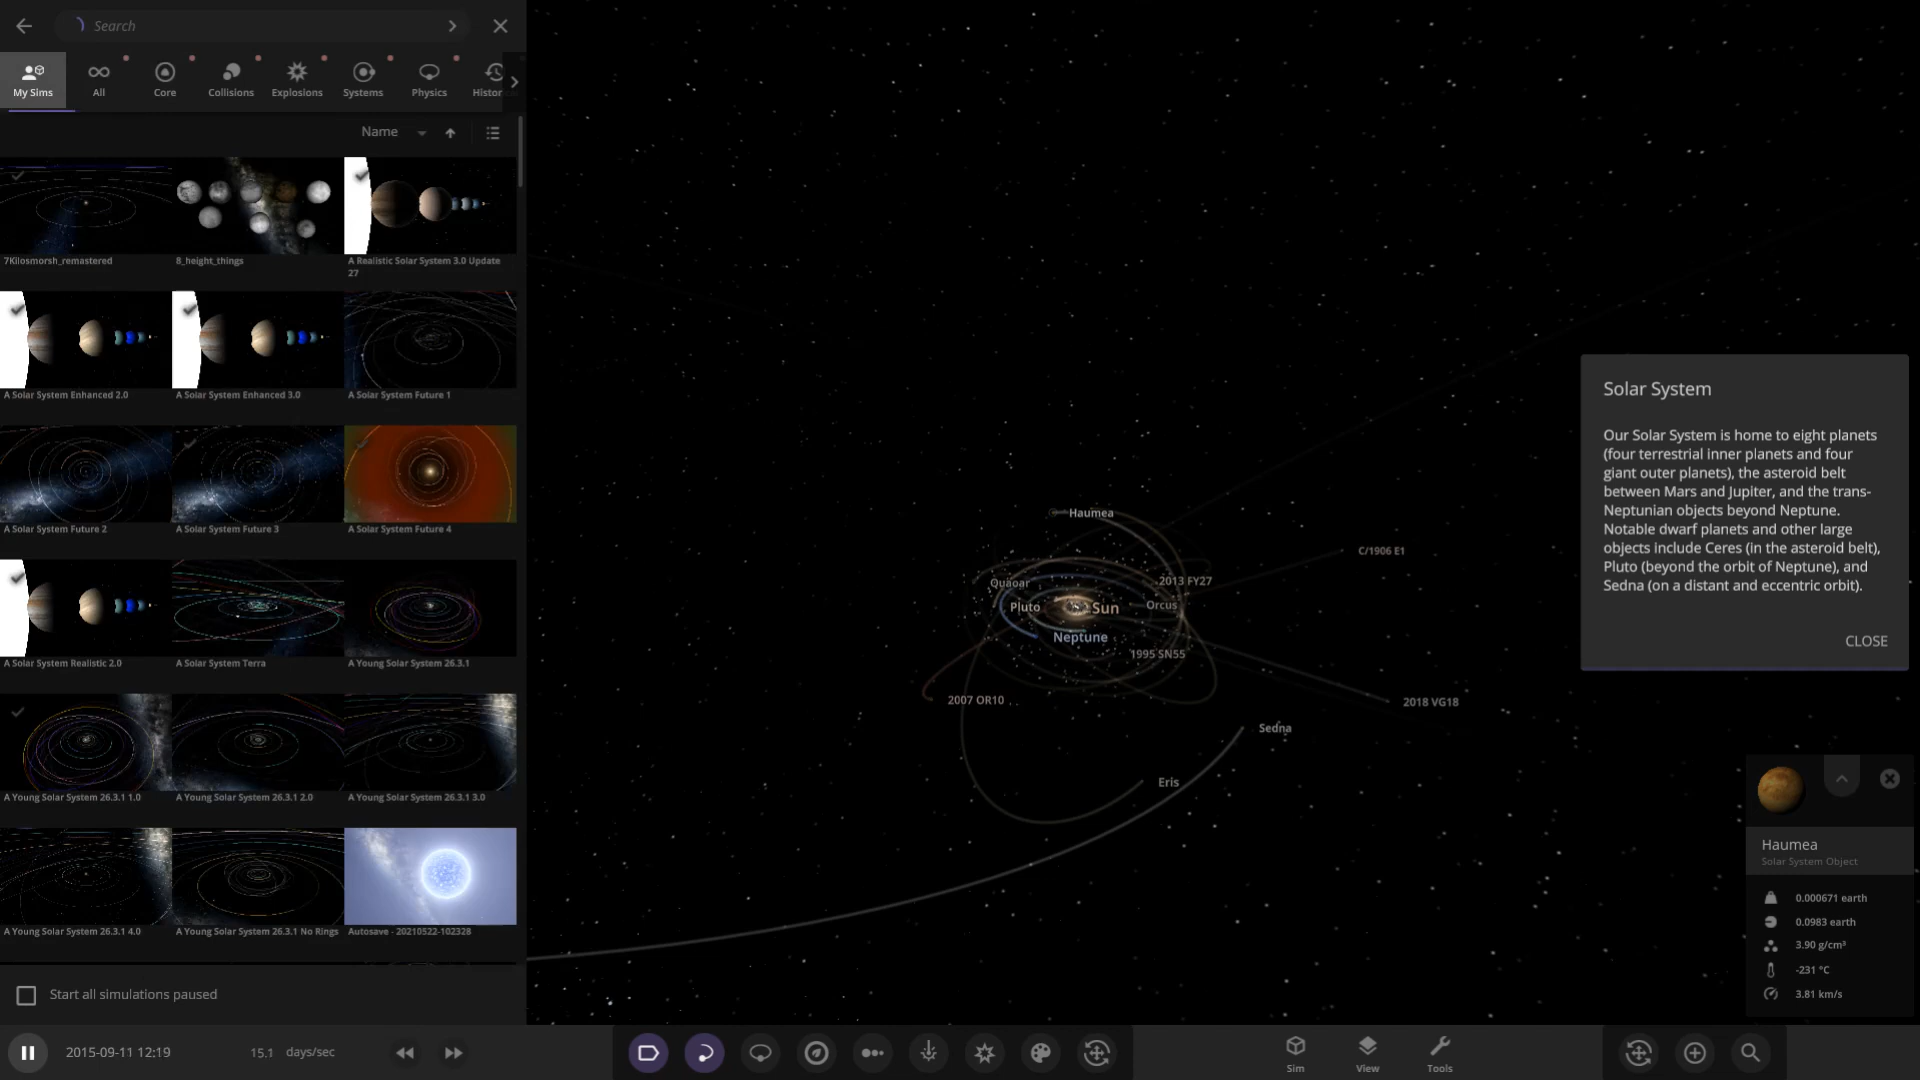 Search
My Sims
All
Core
Collisions
Explosions
Systems
Physics
Histor
Name
7Kilosmorsh_remastered
8_height_things
A Realistic Solar System 3.0 Update
27
A Solar System Enhanced 2.0
A Solar System Enhanced 3.0
A Solar System Future 1
A Solar System Future 2
A Solar System Future 3
A Solar System Future 4
A Solar System Realistic 2.0
A Solar System Terra
A Young Solar System 26.3.1
A Young Solar System 26.3.1 1.0
A Young Solar System 26.3.1 2.0
A Young Solar System 26.3.1 3.0
A Young Solar System 26.3.1 4.0
A Young Solar System 26.3.1 No Rings
Autosave - 20210522-102328
Start all simulations paused
Haumea
C/1906 E1
Quaoar
2013 FY27
Pluto
Sun
Orcus
Neptune
1995 SN55
2007 OR10
2018 VG18
Sedna
Eris
Solar System
Our Solar System is home to eight planets
(four terrestrial inner planets and four
giant outer planets), the asteroid belt
between Mars and Jupiter, and the trans-
Neptunian objects beyond Neptune.
Notable dwarf planets and other large
objects include Ceres (in the asteroid belt),
Pluto (beyond the orbit of Neptune), and
Sedna (on a distant and eccentric orbit).
CLOSE
Haumea
Solar System Object
0.000671 earth
0.0983 earth
3.90 g/cm³
-231 °C
3.81 km/s
2015-09-11 12:19
15.1 days/sec
Sim
View
Tools